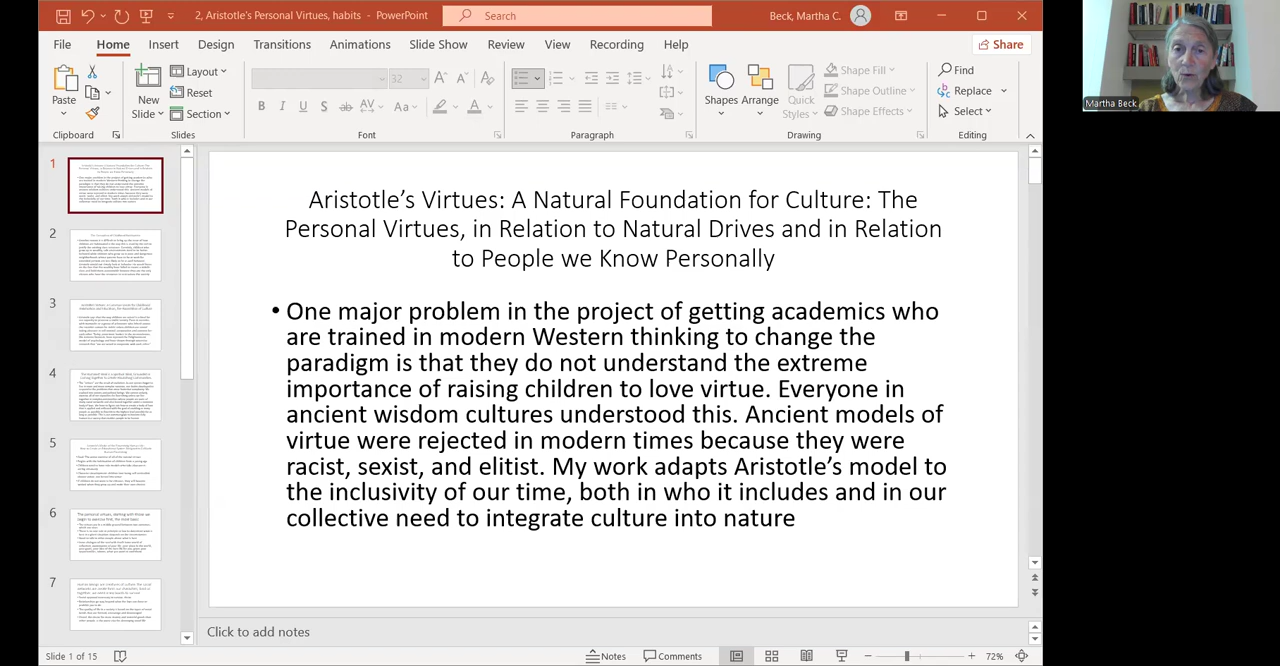 2, Aristotle's Personal Virtues, habits - PowerPoint
Search
Beck, Martha C.
File Home Insert Design Transitions Animations Slide Show Review View Recording Help
Share
Paste
Clipboard
New
Slide
Layout
Reset
Section
Slides
32
Font
Paragraph
Shapes
Arrange
Quick
Styles
Shape Fill
Shape Outline
Shape Effects
Drawing
Find
Replace
Select
Editing
Martha Beck
1
2
3
4
5
6
7
Aristotle's Virtues: A Natural Foundation for Culture: The
Personal Virtues, in Relation to Natural Drives and in Relation
to People we Know Personally
• One major problem in the project of getting academics who
are trained in modern Western thinking to change the
paradigm is that they do not understand the extreme
importance of raising children to love virtue. Everyone in
ancient wisdom cultures understood this. Ancient models of
virtue were rejected in modern times because they were
racist, sexist, and elitist. My work adapts Aristotle's model to
the inclusivity of our time, both in who it includes and in our
collective need to integrate culture into nature
Click to add notes
Slide 1 of 15
Notes
Comments
72%